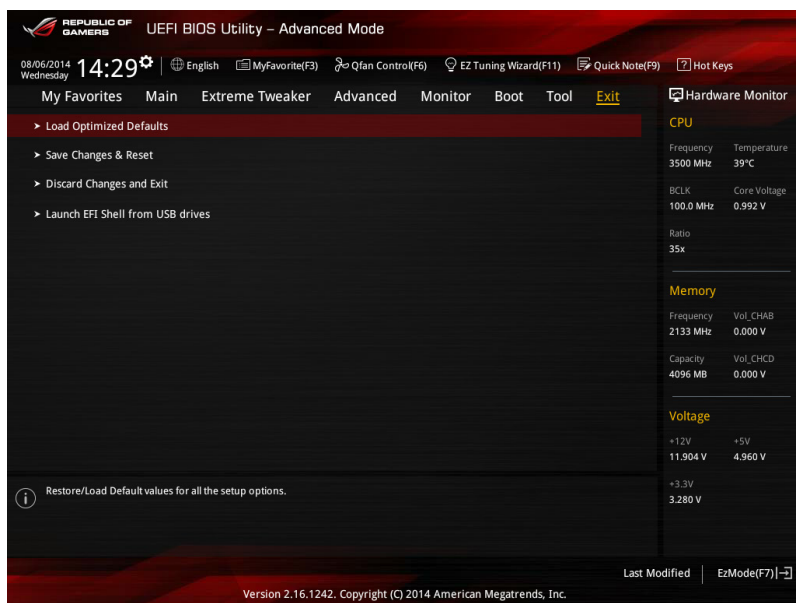 REPUBLIC OF
GAMERS
UEFI BIOS Utility – Advanced Mode
08/06/2014
Wednesday
14:29
English
MyFavorite(F3)
Qfan Control(F6)
EZ Tuning Wizard(F11)
Quick Note(F9)
? Hot Keys
My Favorites Main Extreme Tweaker Advanced Monitor Boot Tool Exit
Hardware Monitor
> Load Optimized Defaults
> Save Changes & Reset
> Discard Changes and Exit
> Launch EFI Shell from USB drives
CPU
Frequency Temperature
3500 MHz 39°C
BCLK Core Voltage
100.0 MHz 0.992 V
Ratio
35x
Memory
Frequency Vol_CHAB
2133 MHz 0.000 V
Capacity Vol_CHCD
4096 MB 0.000 V
Voltage
+12V +5V
11.904 V 4.960 V
+3.3V
3.280 V
i
Restore/Load Default values for all the setup options.
Last Modified
EzMode(F7)
Version 2.16.1242. Copyright (C) 2014 American Megatrends, Inc.